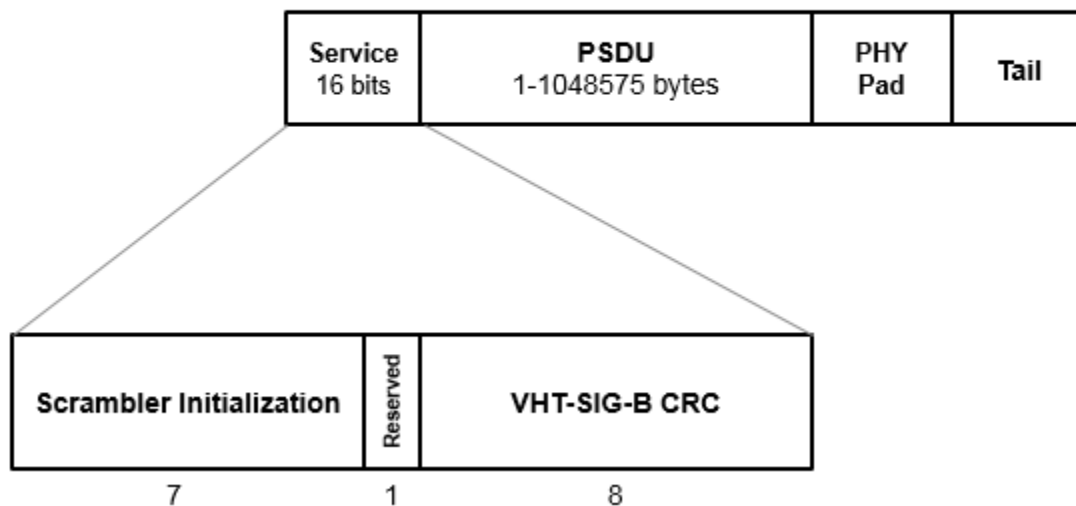 Service
16 bits
PSDU
1-1048575 bytes
PHY
Pad
Tail
Scrambler Initialization
Reserved
VHT-SIG-B CRC
7
1
8